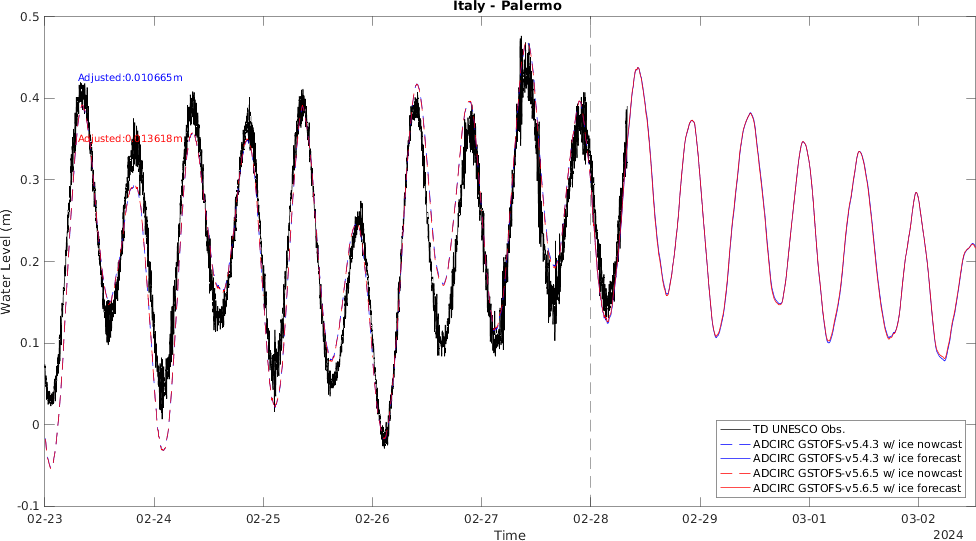 Italy - Palermo
0.5
0.4
0.3
0.2
0.1
0
-0.1
Water Level (m)
Adjusted:0.010665m
Adjusted:0.013618m
TD UNESCO Obs.
ADCIRC GSTOFS-v5.4.3 w/ ice nowcast
ADCIRC GSTOFS-v5.4.3 w/ ice forecast
ADCIRC GSTOFS-v5.6.5 w/ ice nowcast
ADCIRC GSTOFS-v5.6.5 w/ ice forecast
02-23 02-24 02-25 02-26 02-27 02-28 02-29 03-01 03-02
Time
2024